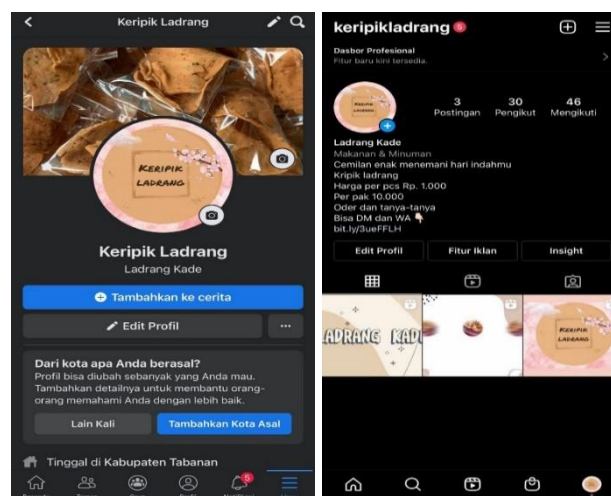 Keripik Ladrang
KERIPIK
LADRANG
Keripik Ladrang
Ladrang Kade
Tambahkan ke cerita
Edit Profil
Dari kota apa Anda berasal?
Profil bisa diubah sebanyak yang Anda mau.
Tambahkan detailnya untuk membantu orang-
orang memahami Anda dengan lebih baik.
Lain Kali
Tambahkan Kota Asal
Tinggal di Kabupaten Tabanan
5
keripikladrang 5
Dasbor Profesional
Fitur baru kini tersedia.
KERIPIK
LADRANG
3 30 46
Postingan Pengikut Mengikuti
Ladrang Kade
Makanan & Minuman
Cemilan enak menemani hari indahmu
Kripik ladrang
Harga per pcs Rp. 1.000
Per pak 10.000
Oder dan tanya-tanya
Bisa DM dan WA 👇
bit.ly/3ueFFLH
Edit Profil Fitur Iklan Insight
ADRANG KAD
KERIPIK
LADRANG